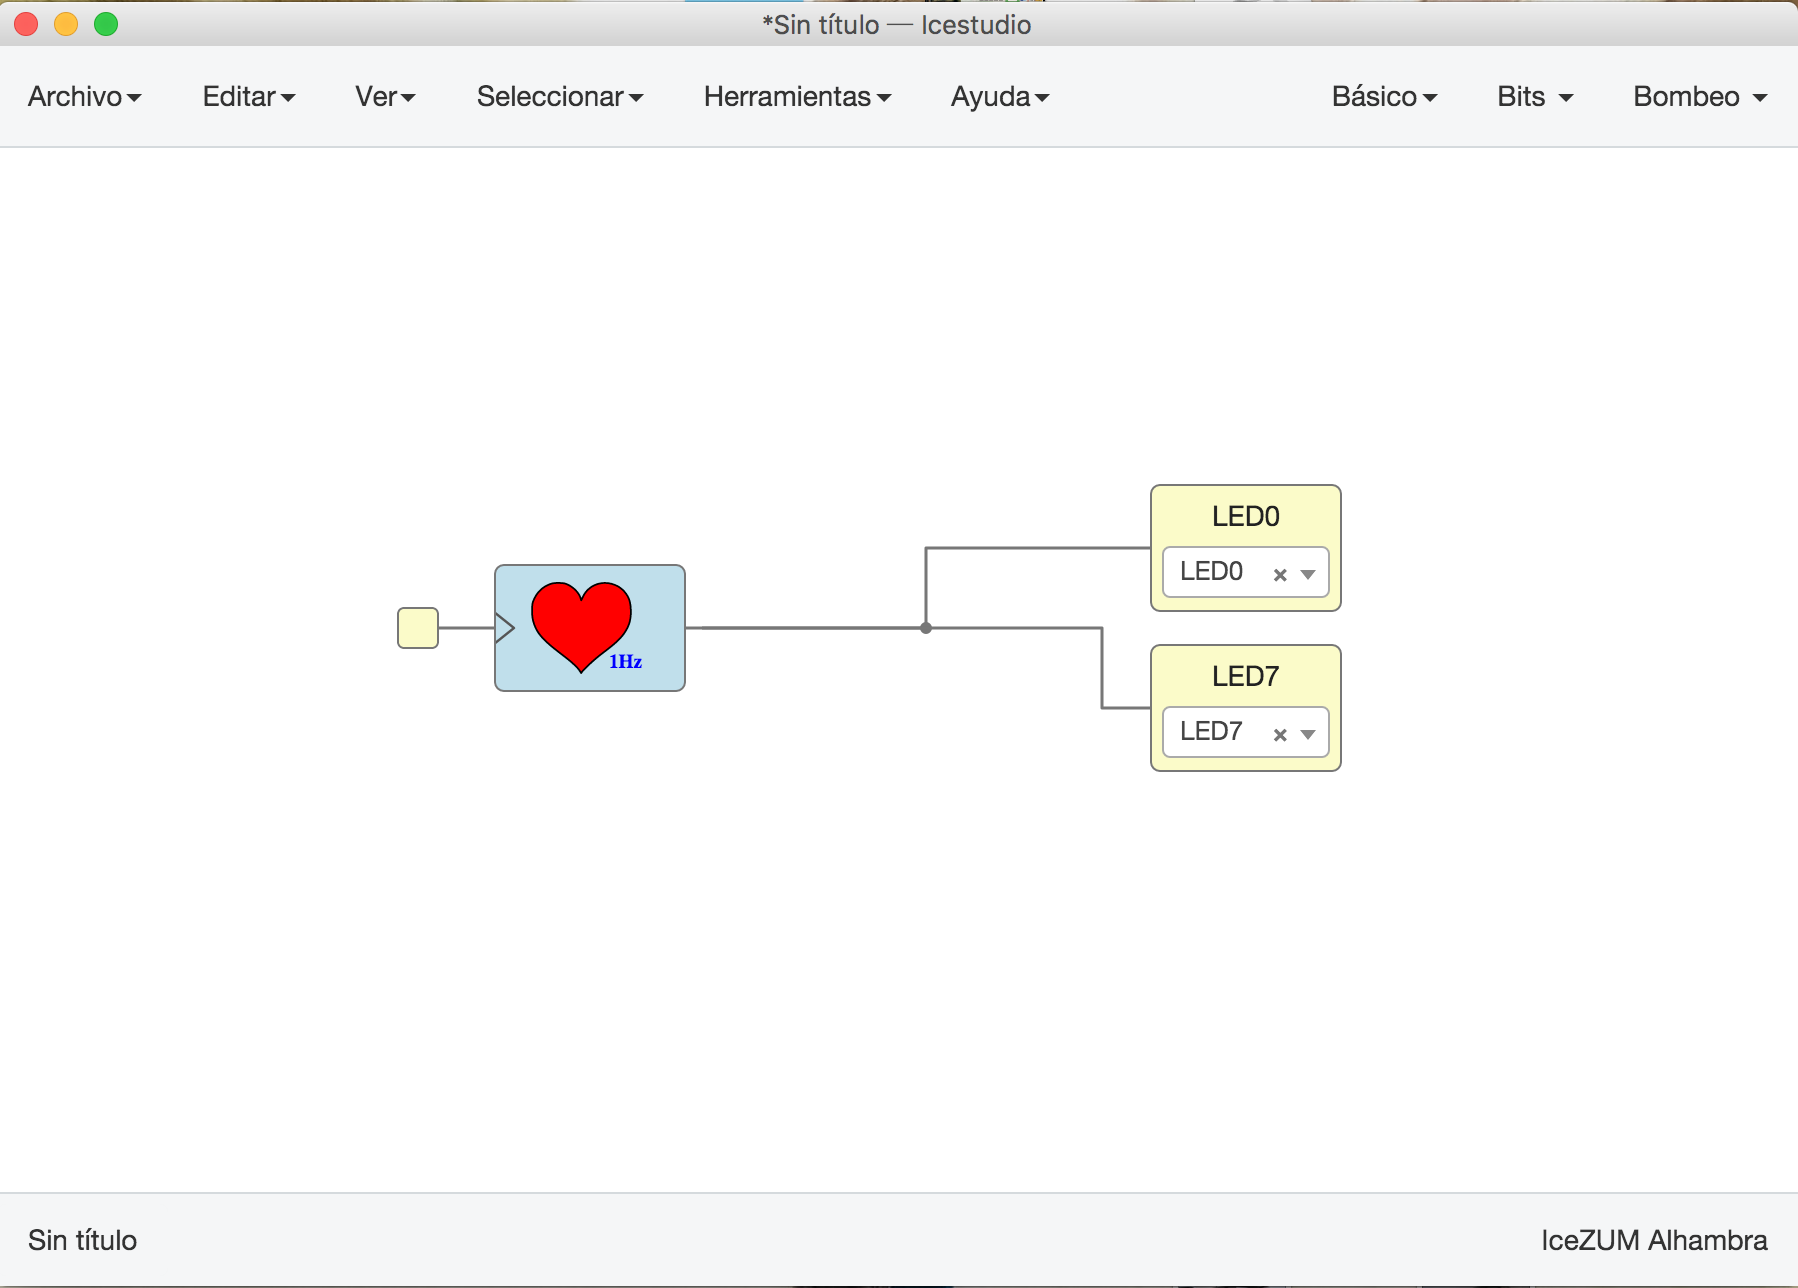 *Sin título — Icestudio
Archivo Editar Ver Seleccionar Herramientas Ayuda Básico Bits Bombeo
LED0
LED0
1Hz
LED7
LED7
Sin título IceZUM Alhambra